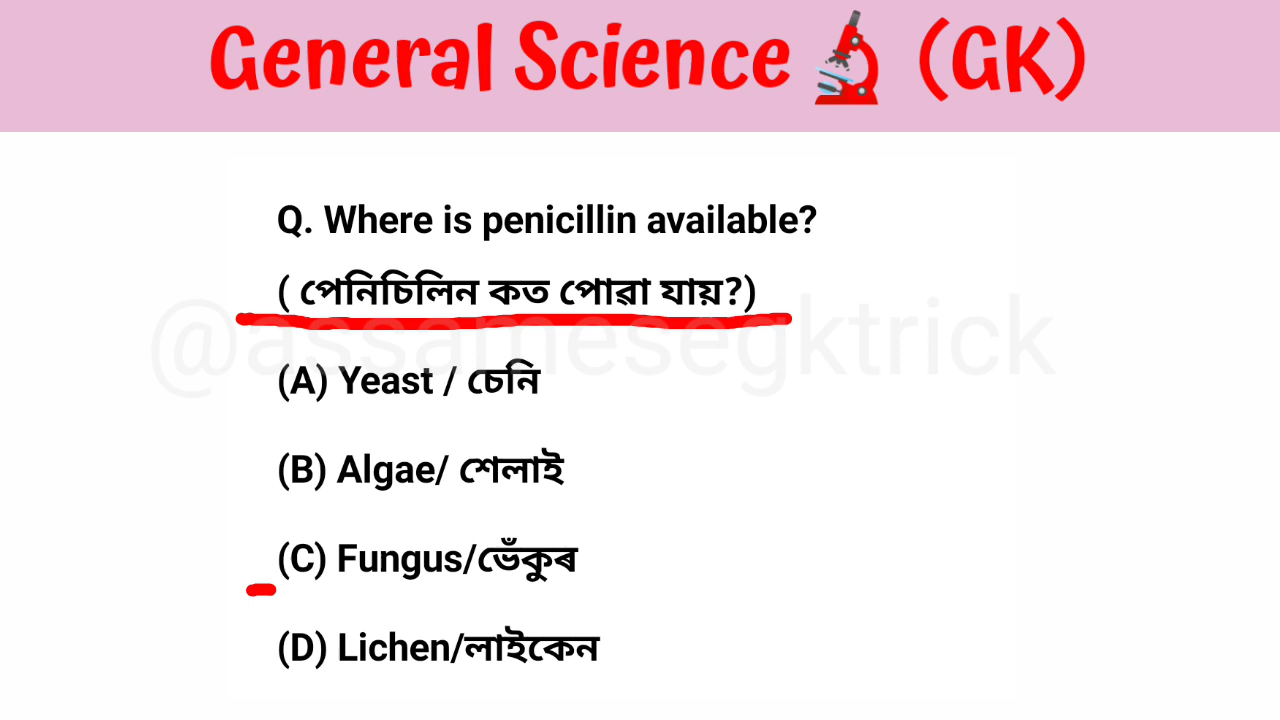 General Science🔬 (GK)
Q. Where is penicillin available?
( পেনিচিলিন কত পোৱা যায়?)
@assamesegktrick
(A) Yeast / চেনি
(B) Algae/ শেলাই
(C) Fungus/ভেঁকুৰ
(D) Lichen/লাইকেন